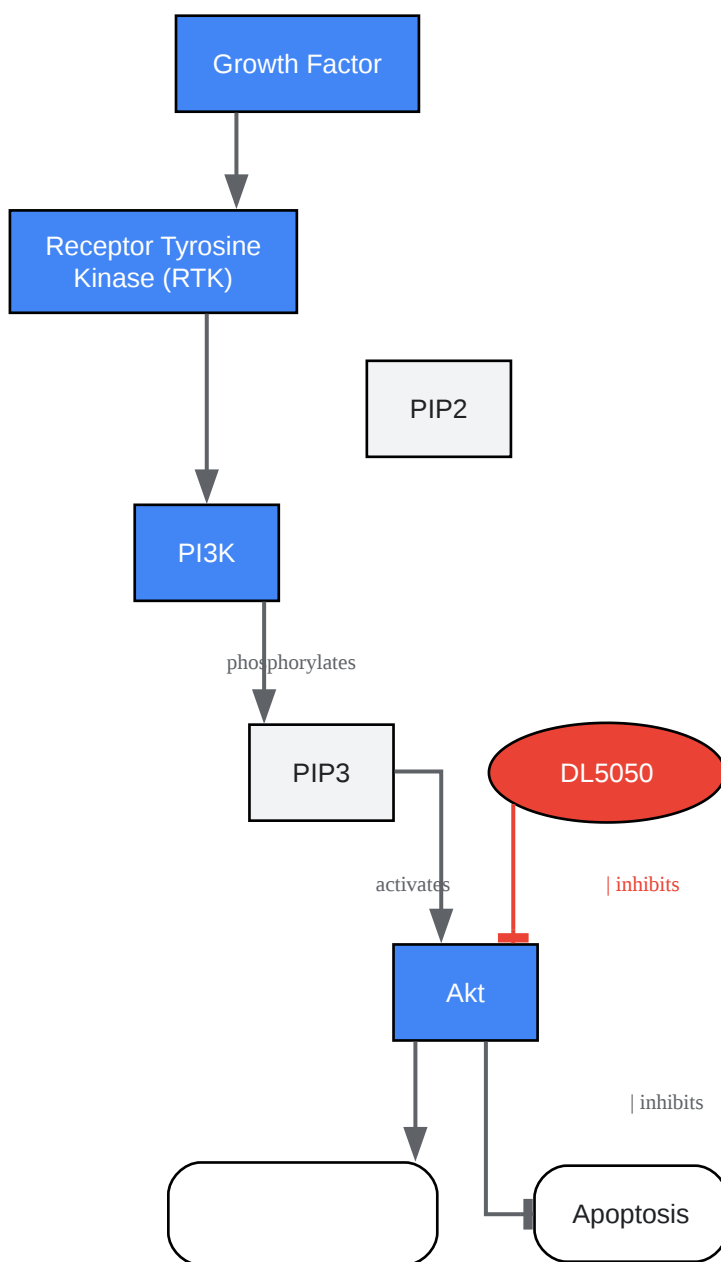 Growth Factor
Receptor Tyrosine
Kinase (RTK)
PIP2
PI3K
phosphorylates
PIP3
DL5050
activates
| inhibits
Akt
| inhibits
Apoptosis